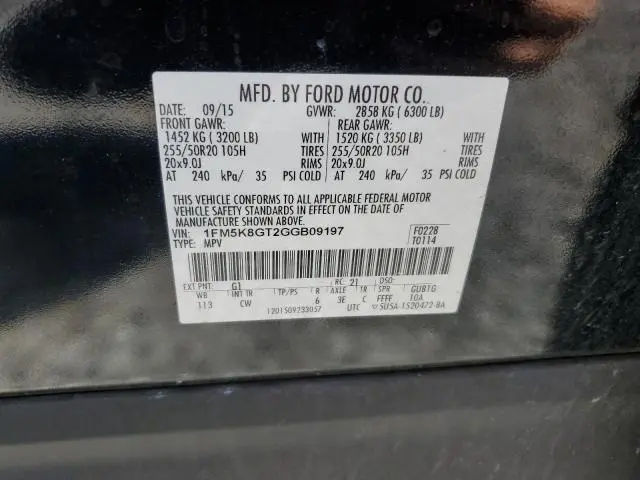 MFD. BY FORD MOTOR CO.
DATE: 09/15 GVWR: 2858 KG ( 6300 LB)
FRONT GAWR: REAR GAWR:
1452 KG ( 3200 LB) WITH 1520 KG ( 3350 LB) WITH
255/50R20 105H TIRES 255/50R20 105H TIRES
20x9.0J RIMS 20x9.0J RIMS
AT 240 kPa/ 35 PSI COLD AT 240 kPa/ 35 PSI COLD
THIS VEHICLE CONFORMS TO ALL APPLICABLE FEDERAL MOTOR
VEHICLE SAFETY STANDARDS IN EFFECT ON THE DATE OF
MANUFACTURE SHOWN ABOVE.
VIN: 1FM5K8GT2GGB09197 F0228
TYPE: MPV T0114
EXT PNT: G1 RC: 21 DSO:
WB INT TR TP/PS R AXLE TR SPR GUBTG
113 CW 6 3E C FFFF 10A
1201509233057 UTC 5USA-1520472-BA